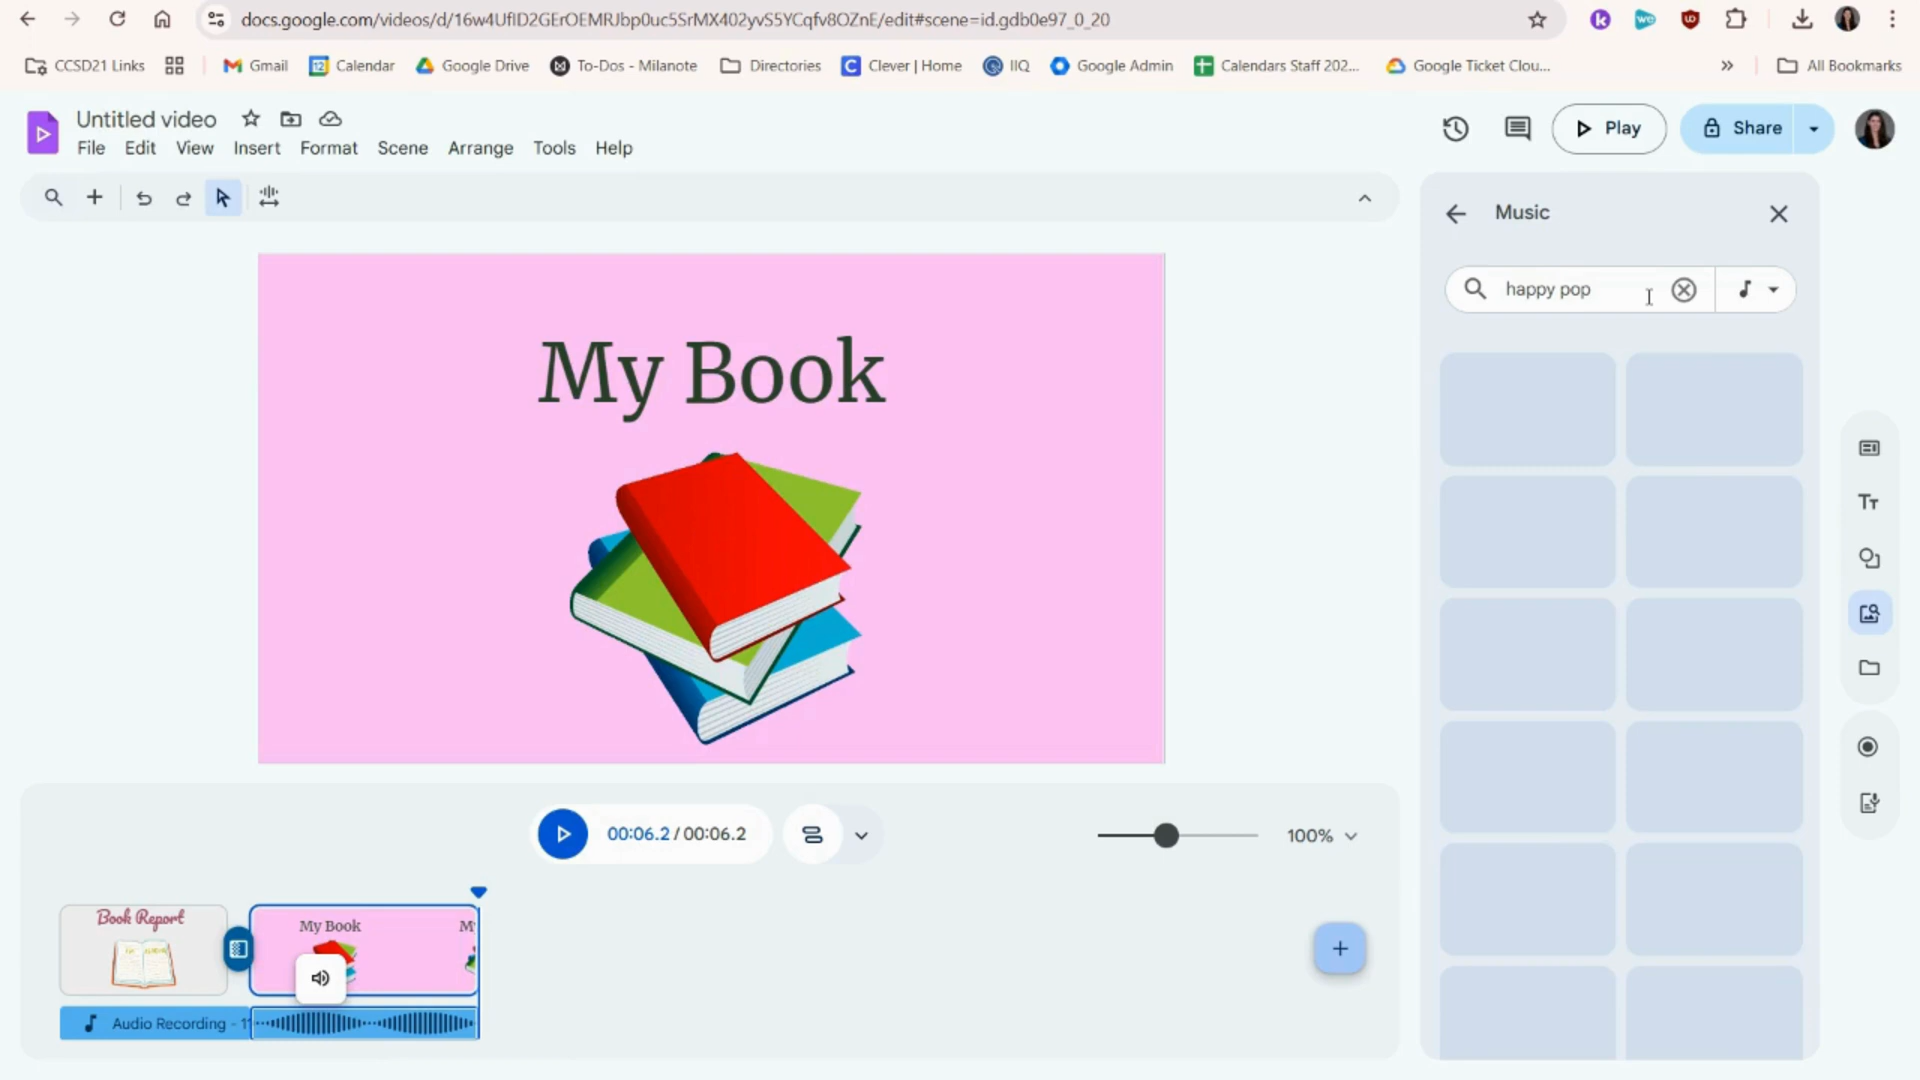 docs.google.com/videos/d/16w4UflD2GErOEMRJbp0uc5SrMX402yvS5YCqfv8OZnE/edit#scene=id.gdb0e97_0_20
CCSD21 Links
Gmail
Calendar
Google Drive
To-Dos - Milanote
Directories
Clever | Home
IIQ
Google Admin
Calendars Staff 202...
Google Ticket Clou...
All Bookmarks
Untitled video
File Edit View Insert Format Scene Arrange Tools Help
Play
Share
Music
happy pop
My Book
00:06.2 / 00:06.2
100%
Book Report
My Book
Audio Recording - 1